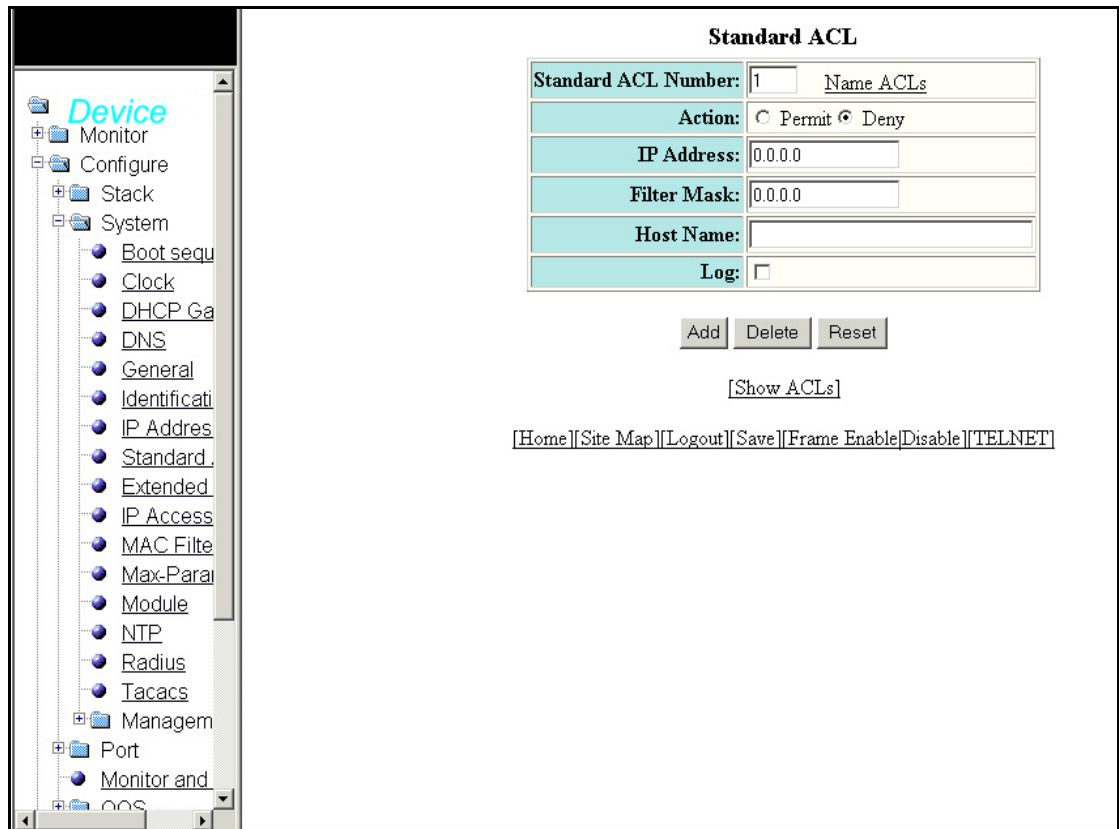 Device
Monitor
Configure
Stack
System
Boot sequ
Clock
DHCP Ga
DNS
General
Identificati
IP Addres
Standard
Extended
IP Access
MAC Filte
Max-Para
Module
NTP
Radius
Tacacs
Managem
Port
Monitor and
QOS
Standard ACL
Standard ACL Number: 1 Name ACLs
Action: Permit Deny
IP Address: 0.0.0.0
Filter Mask: 0.0.0.0
Host Name:
Log:
Add Delete Reset
[Show ACLs]
[Home][Site Map][Logout][Save][Frame Enable|Disable][TELNET]